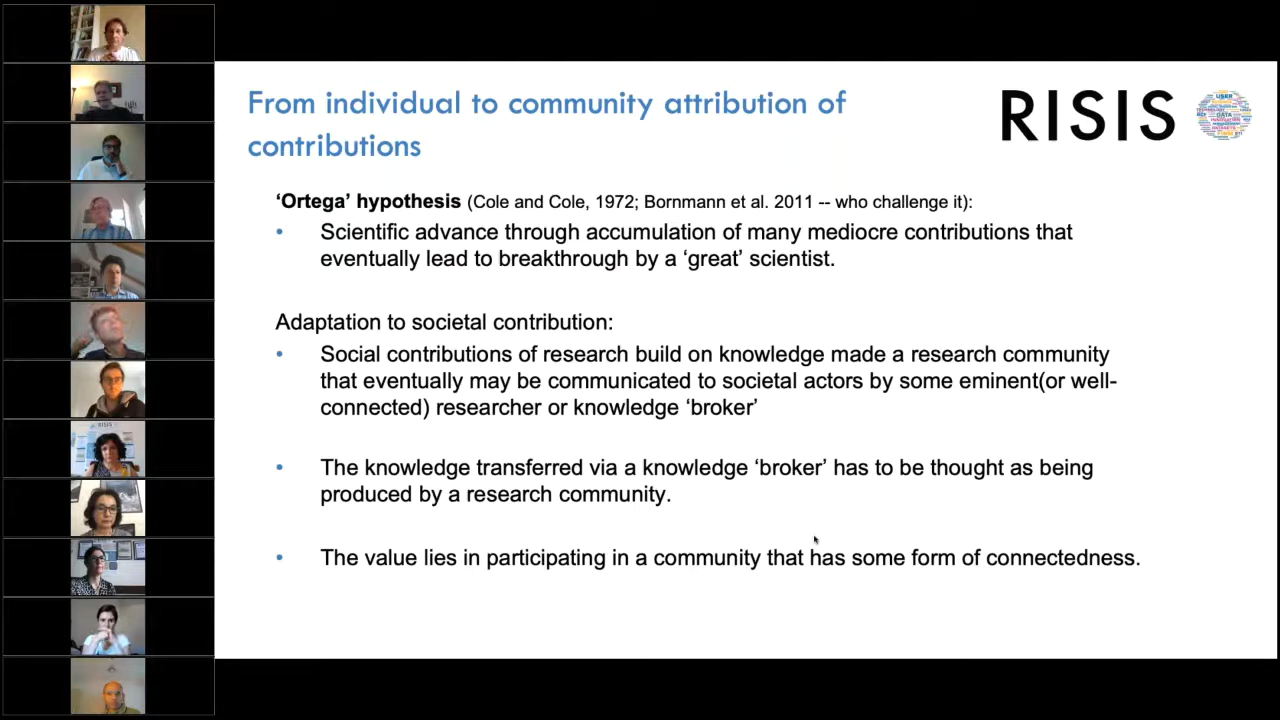 From individual to community attribution of
contributions
RISIS
USER
DATA
‘Ortega’ hypothesis (Cole and Cole, 1972; Bornmann et al. 2011 -- who challenge it):
• Scientific advance through accumulation of many mediocre contributions that
eventually lead to breakthrough by a ‘great’ scientist.
Adaptation to societal contribution:
• Social contributions of research build on knowledge made a research community
that eventually may be communicated to societal actors by some eminent(or well-
connected) researcher or knowledge ‘broker’
• The knowledge transferred via a knowledge ‘broker’ has to be thought as being
produced by a research community.
• The value lies in participating in a community that has some form of connectedness.
RISIS